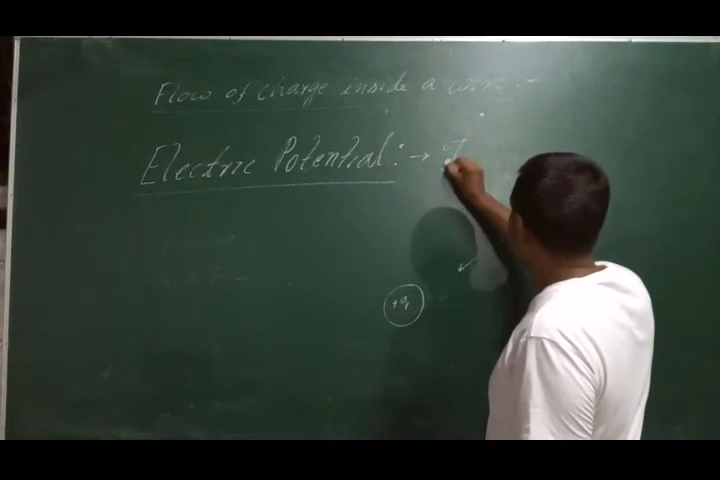 Flow of charge inside a wire :-
Electric Potential :→
+q